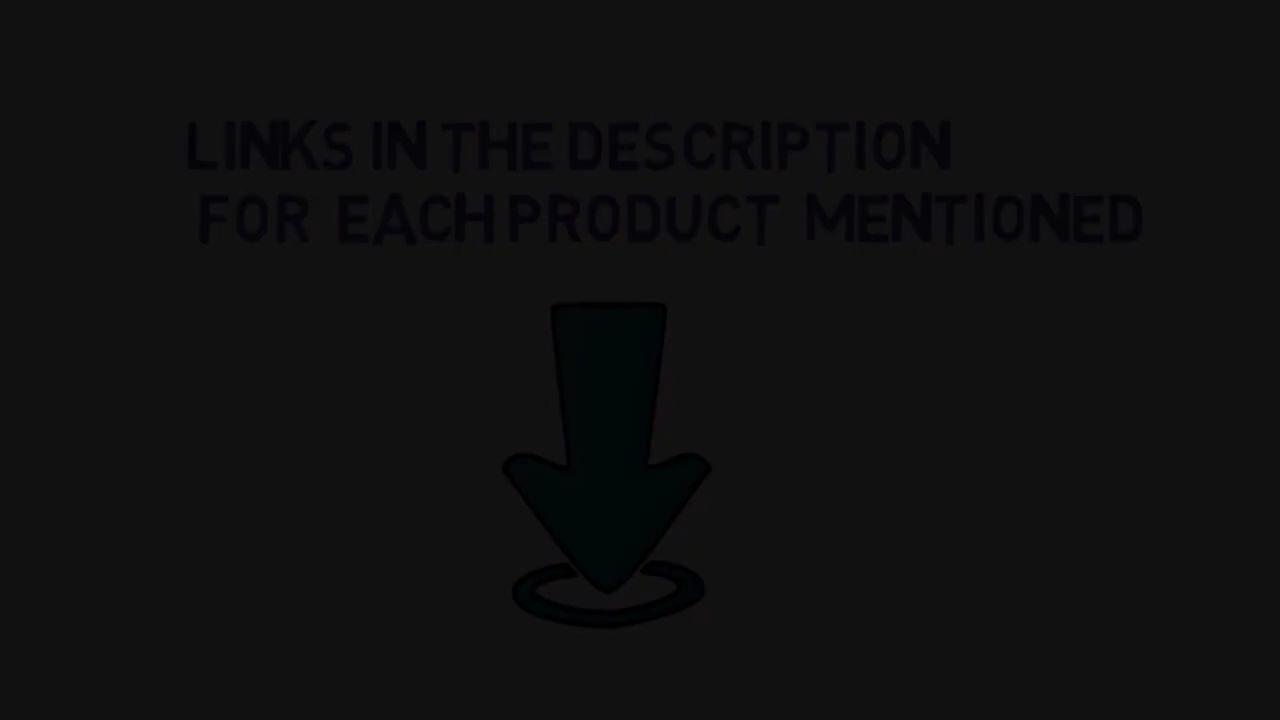 LINKS IN THE DESCRIPTION
FOR EACH PRODUCT MENTIONED